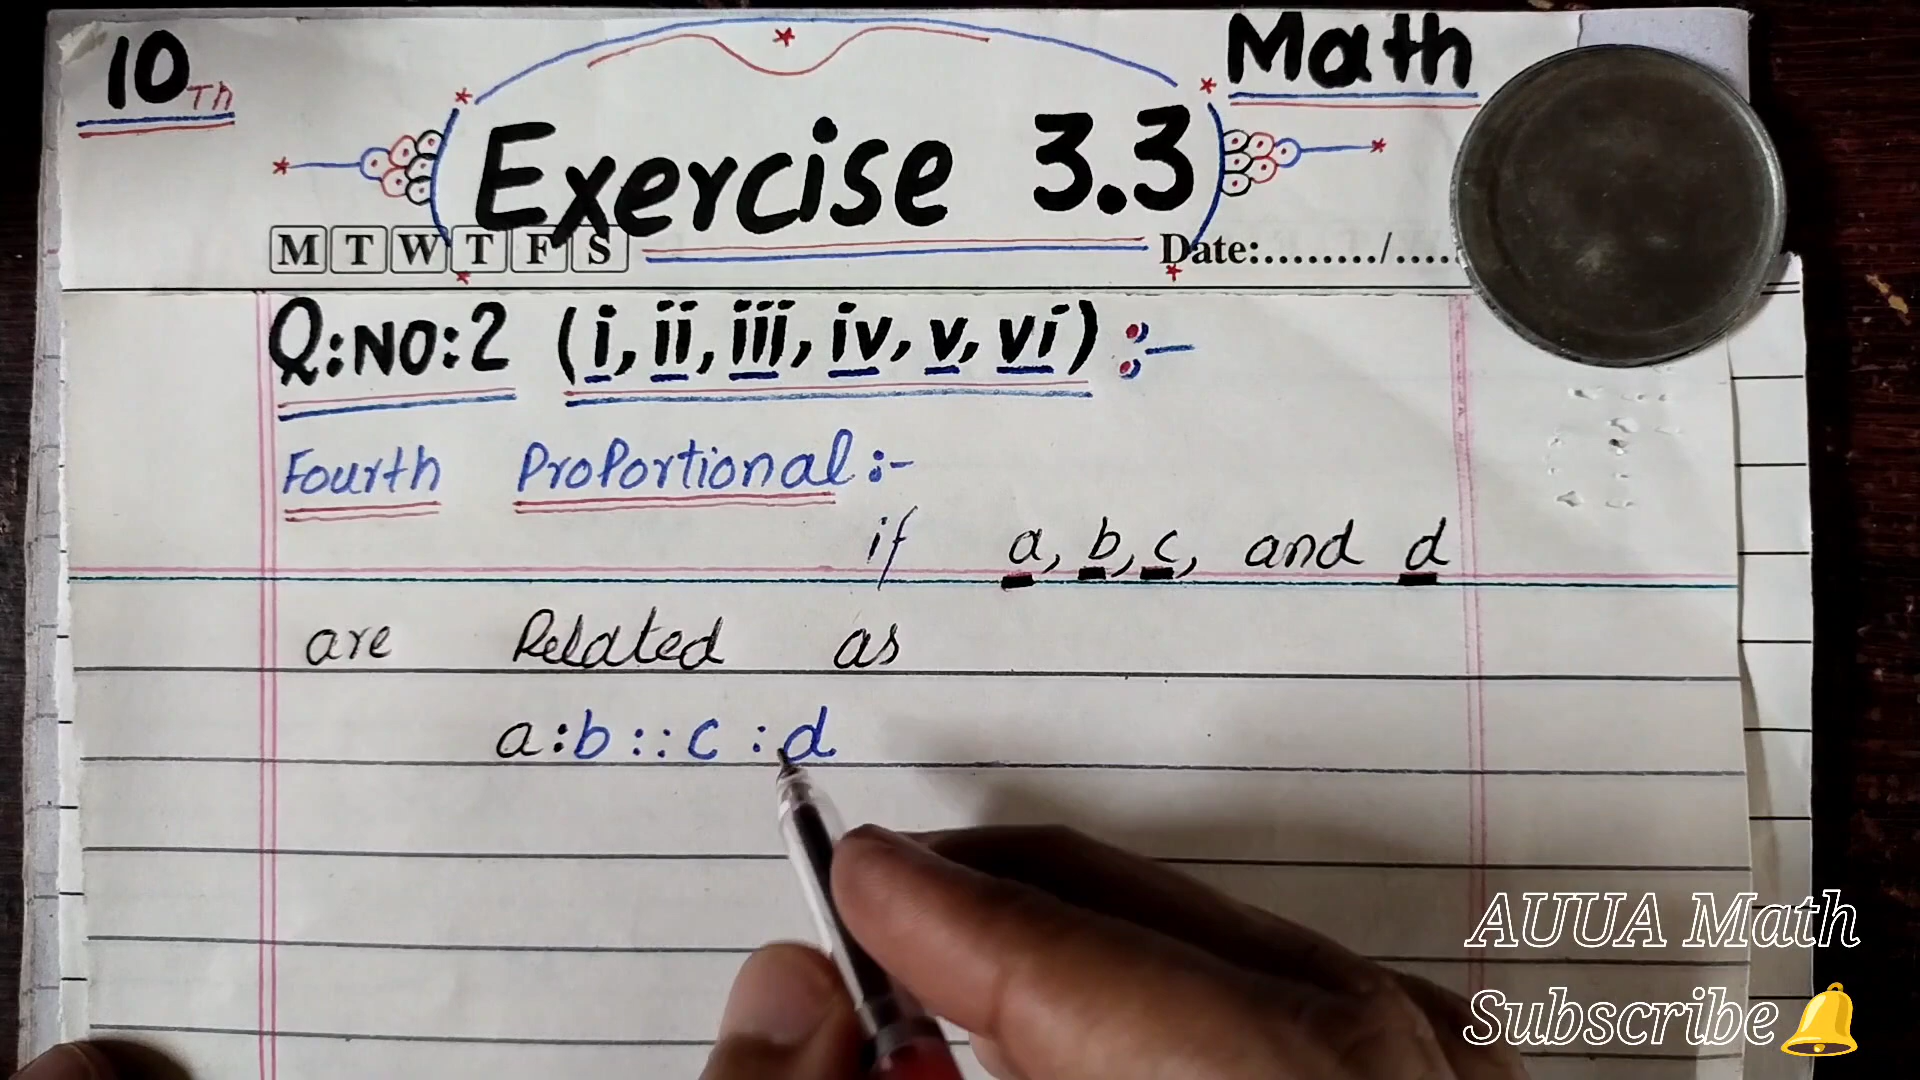 10Th
Math
Exercise 3.3
M T W T F S
Date:......../....
Q:NO:2 (i, ii, iii, iv, v, vi) :-
Fourth Proportional :-
if a, b, c, and d
are Related as
a:b :: c :d
AUUA Math
Subscribe